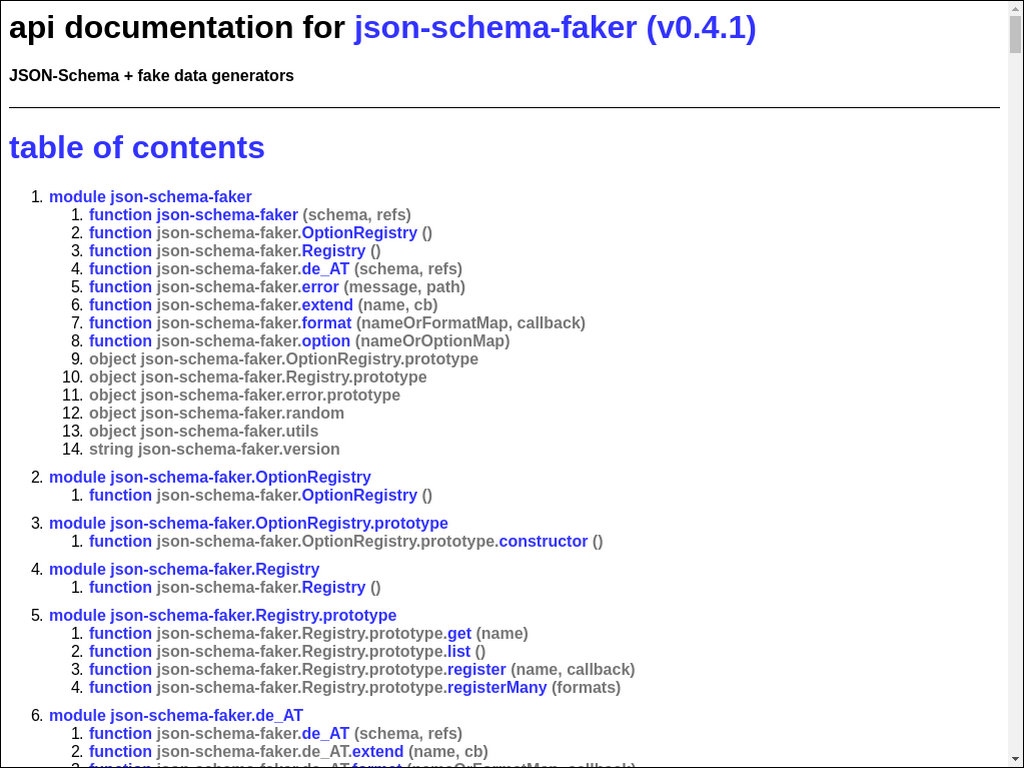 api documentation for json-schema-faker (v0.4.1)
JSON-Schema + fake data generators
table of contents
1. module json-schema-faker
1. function json-schema-faker (schema, refs)
2. function json-schema-faker.OptionRegistry ()
3. function json-schema-faker.Registry ()
4. function json-schema-faker.de_AT (schema, refs)
5. function json-schema-faker.error (message, path)
6. function json-schema-faker.extend (name, cb)
7. function json-schema-faker.format (nameOrFormatMap, callback)
8. function json-schema-faker.option (nameOrOptionMap)
9. object json-schema-faker.OptionRegistry.prototype
10. object json-schema-faker.Registry.prototype
11. object json-schema-faker.error.prototype
12. object json-schema-faker.random
13. object json-schema-faker.utils
14. string json-schema-faker.version
2. module json-schema-faker.OptionRegistry
1. function json-schema-faker.OptionRegistry ()
3. module json-schema-faker.OptionRegistry.prototype
1. function json-schema-faker.OptionRegistry.prototype.constructor ()
4. module json-schema-faker.Registry
1. function json-schema-faker.Registry ()
5. module json-schema-faker.Registry.prototype
1. function json-schema-faker.Registry.prototype.get (name)
2. function json-schema-faker.Registry.prototype.list ()
3. function json-schema-faker.Registry.prototype.register (name, callback)
4. function json-schema-faker.Registry.prototype.registerMany (formats)
6. module json-schema-faker.de_AT
1. function json-schema-faker.de_AT (schema, refs)
2. function json-schema-faker.de_AT.extend (name, cb)
3. function json-schema-faker.de_AT.format (nameOrFormatMap, callback)